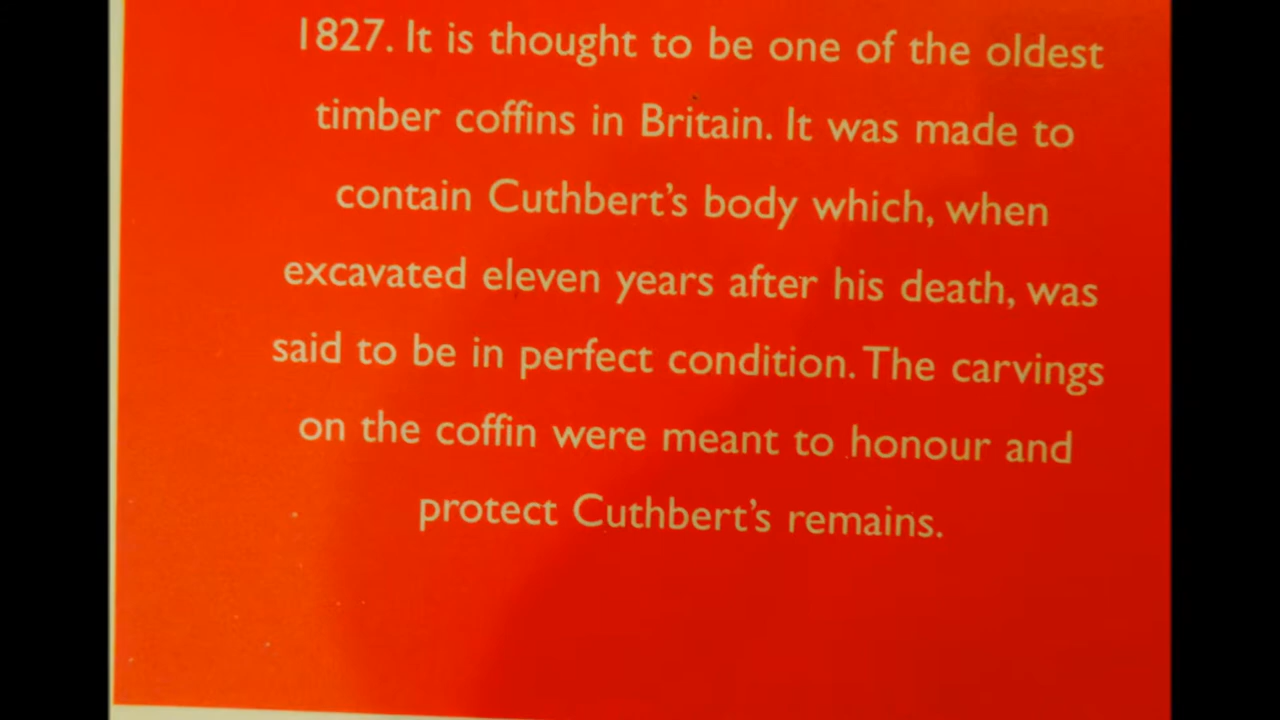 1827. It is thought to be one of the oldest
timber coffins in Britain. It was made to
contain Cuthbert's body which, when
excavated eleven years after his death, was
said to be in perfect condition. The carvings
on the coffin were meant to honour and
protect Cuthbert's remains.